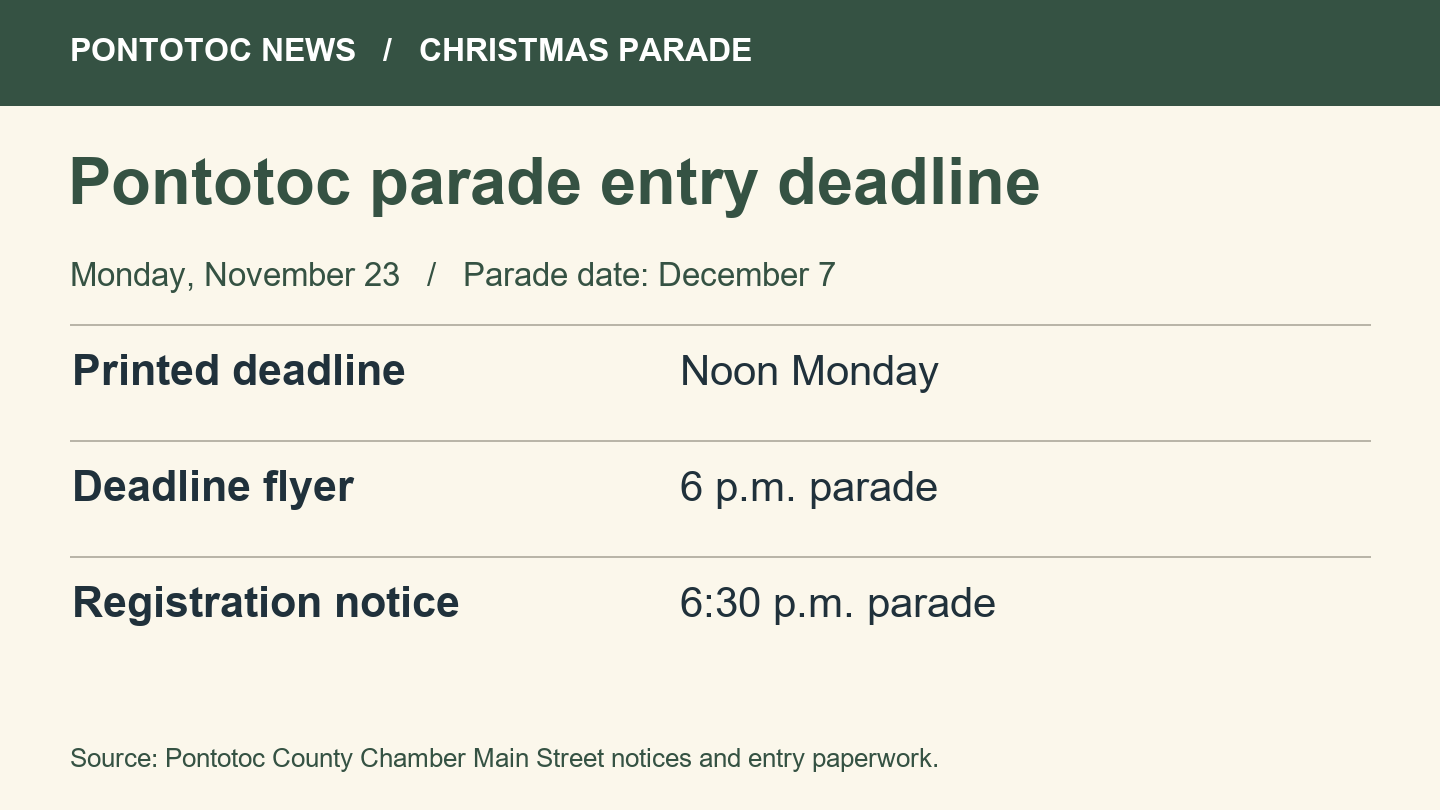 PONTOTOC NEWS / CHRISTMAS PARADE
Pontotoc parade entry deadline
Monday, November 23 / Parade date: December 7
Printed deadline Noon Monday
Deadline flyer 6 p.m. parade
Registration notice 6:30 p.m. parade
Source: Pontotoc County Chamber Main Street notices and entry paperwork.